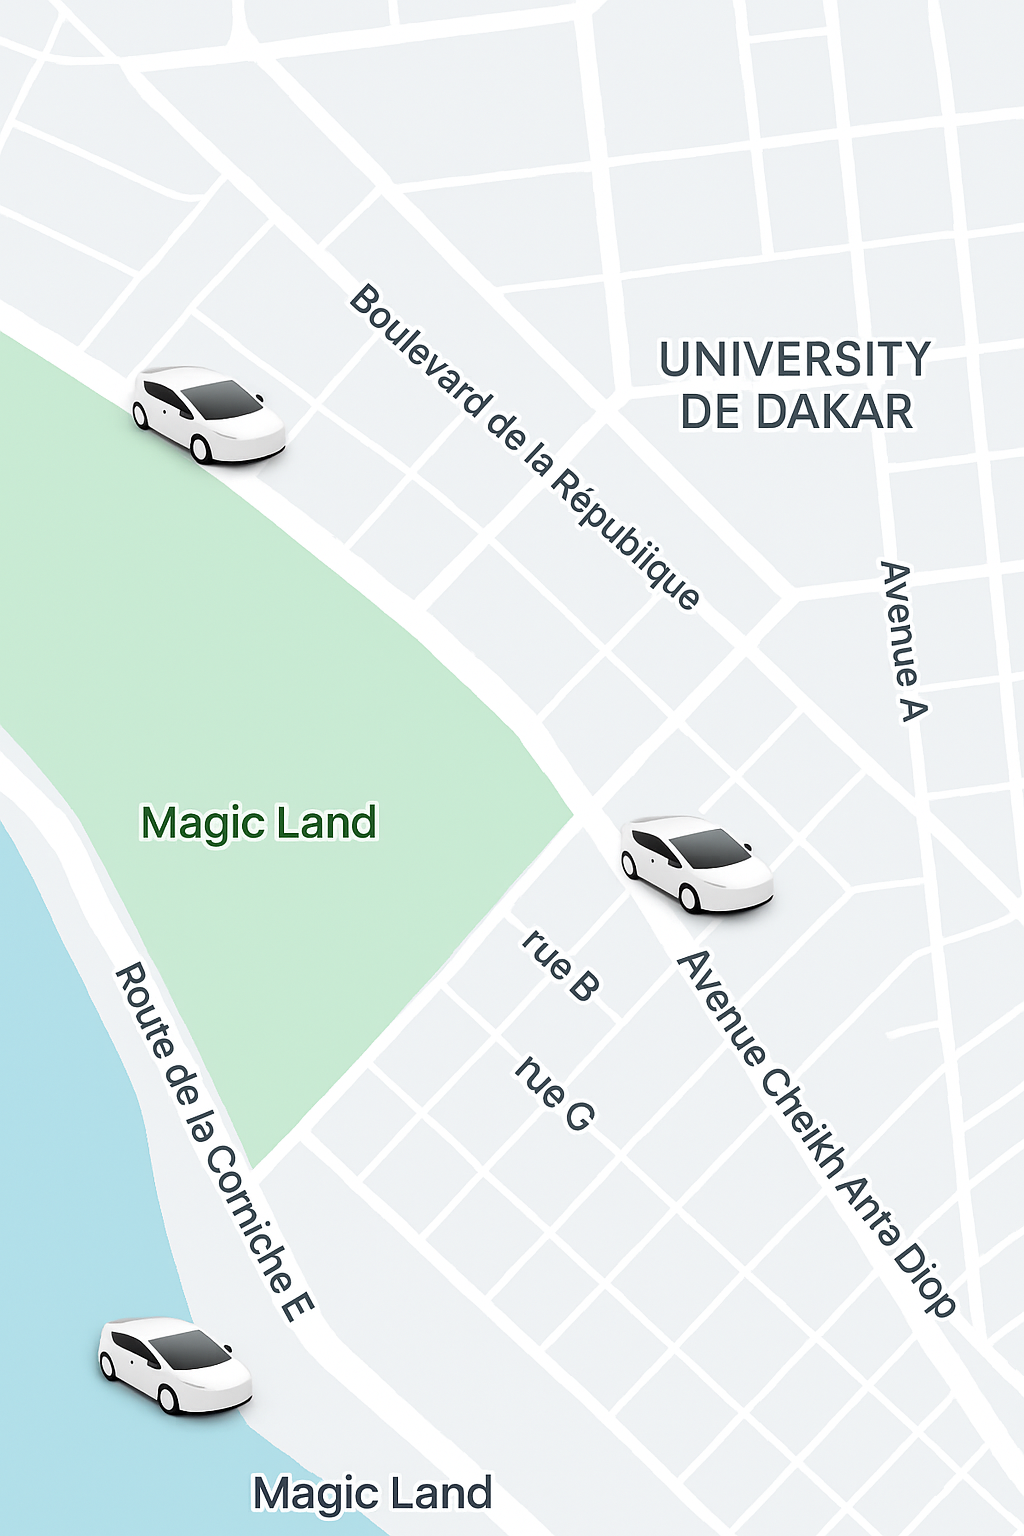 Boulevard de la Répubiique
UNIVERSITY
DE DAKAR
Avenue A
Magic Land
rue B
Avenue Cheikh Anta Diop
Route de la Corniche E
rue G
Magic Land